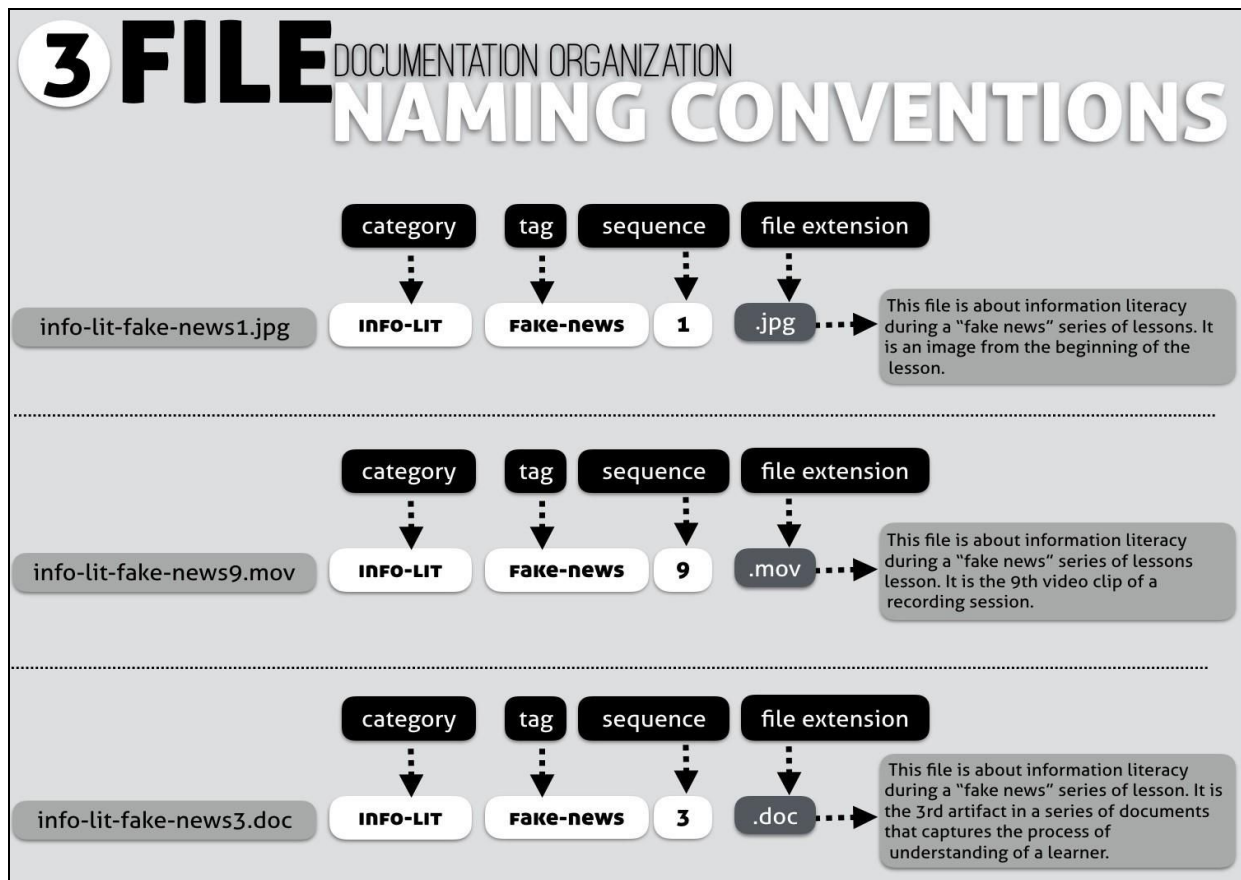 3 FILE DOCUMENTATION ORGANIZATION
NAMING CONVENTIONS
category tag sequence file extension
info-lit-fake-news1.jpg INFO-LIT FAKE-news 1 .jpg
This file is about information literacy
during a “fake news” series of lessons. It
is an image from the beginning of the
lesson.
category tag sequence file extension
info-lit-fake-news9.mov INFO-LIT FAKE-news 9 .mov
This file is about information literacy
during a “fake news” series of lessons
lesson. It is the 9th video clip of a
recording session.
category tag sequence file extension
info-lit-fake-news3.doc INFO-LIT FAKE-news 3 .doc
This file is about information literacy
during a “fake news” series of lesson. It is
the 3rd artifact in a series of documents
that captures the process of
understanding of a learner.